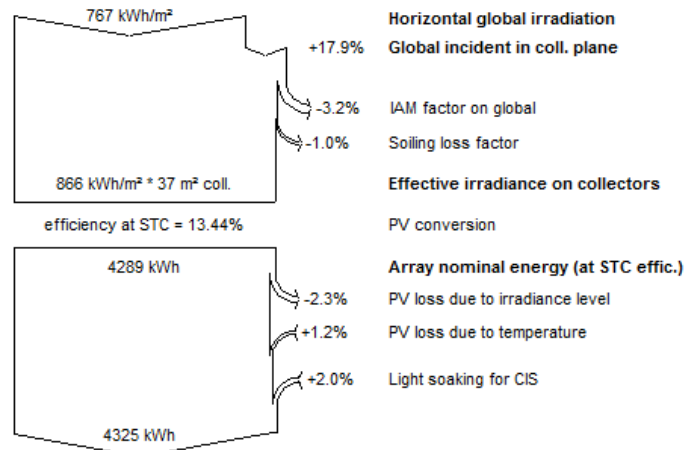 767 kWh/m² Horizontal global irradiation
+17.9% Global incident in coll. plane
-3.2% IAM factor on global
-1.0% Soiling loss factor
866 kWh/m² * 37 m² coll. Effective irradiance on collectors
efficiency at STC = 13.44% PV conversion
4289 kWh Array nominal energy (at STC effic.)
-2.3% PV loss due to irradiance level
+1.2% PV loss due to temperature
+2.0% Light soaking for CIS
4325 kWh